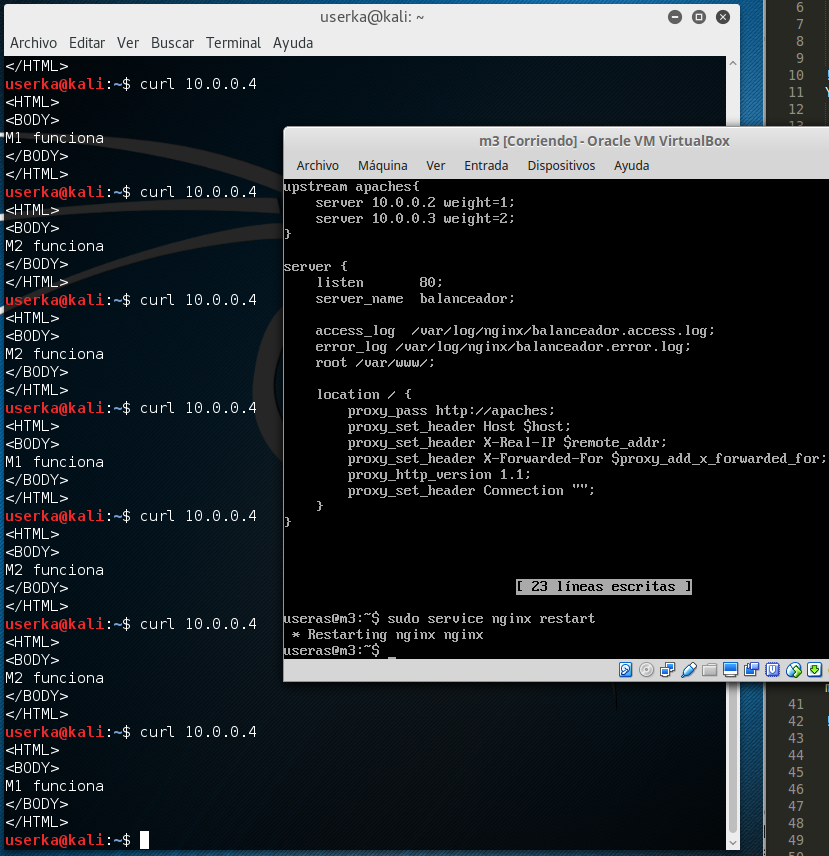 userka@kali: ~
Archivo Editar Ver Buscar Terminal Ayuda
</HTML>
userka@kali:~$ curl 10.0.0.4
<HTML>
<BODY>
M1 funciona
</BODY>
</HTML>
userka@kali:~$ curl 10.0.0.4
<HTML>
<BODY>
M2 funciona
</BODY>
</HTML>
userka@kali:~$ curl 10.0.0.4
<HTML>
<BODY>
M2 funciona
</BODY>
</HTML>
userka@kali:~$ curl 10.0.0.4
<HTML>
<BODY>
M1 funciona
</BODY>
</HTML>
userka@kali:~$ curl 10.0.0.4
<HTML>
<BODY>
M2 funciona
</BODY>
</HTML>
userka@kali:~$ curl 10.0.0.4
<HTML>
<BODY>
M2 funciona
</BODY>
</HTML>
userka@kali:~$ curl 10.0.0.4
<HTML>
<BODY>
M1 funciona
</BODY>
</HTML>
userka@kali:~$
m3 [Corriendo] - Oracle VM VirtualBox
Archivo Máquina Ver Entrada Dispositivos Ayuda
upstream apaches{
    server 10.0.0.2 weight=1;
    server 10.0.0.3 weight=2;
}
server {
    listen       80;
    server_name  balanceador;
    access_log  /var/log/nginx/balanceador.access.log;
    error_log /var/log/nginx/balanceador.error.log;
    root /var/www/;
    location / {
        proxy_pass http://apaches;
        proxy_set_header Host $host;
        proxy_set_header X-Real-IP $remote_addr;
        proxy_set_header X-Forwarded-For $proxy_add_x_forwarded_for;
        proxy_http_version 1.1;
        proxy_set_header Connection "";
    }
}
[ 23 líneas escritas ]
useras@m3:~$ sudo service nginx restart
 * Restarting nginx nginx
useras@m3:~$ _
6
7
8
9
10
11
12
13
41
42
43
44
45
46
47
48
49
50